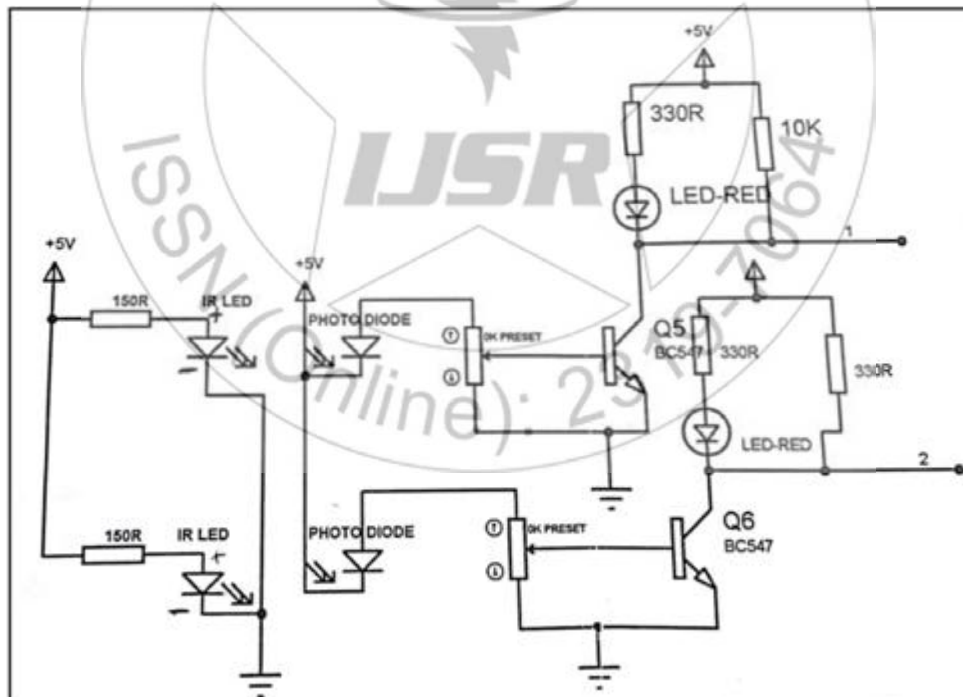 +5V
330R
10K
LED-RED
IJSR
ISSN (Online): 2319-7064
1
+5V
150R
IR LED
+
+5V
PHOTO DIODE
0K PRESET
Q5
BC547
330R
330R
LED-RED
2
150R
IR LED
+
PHOTO DIODE
0K PRESET
Q6
BC547